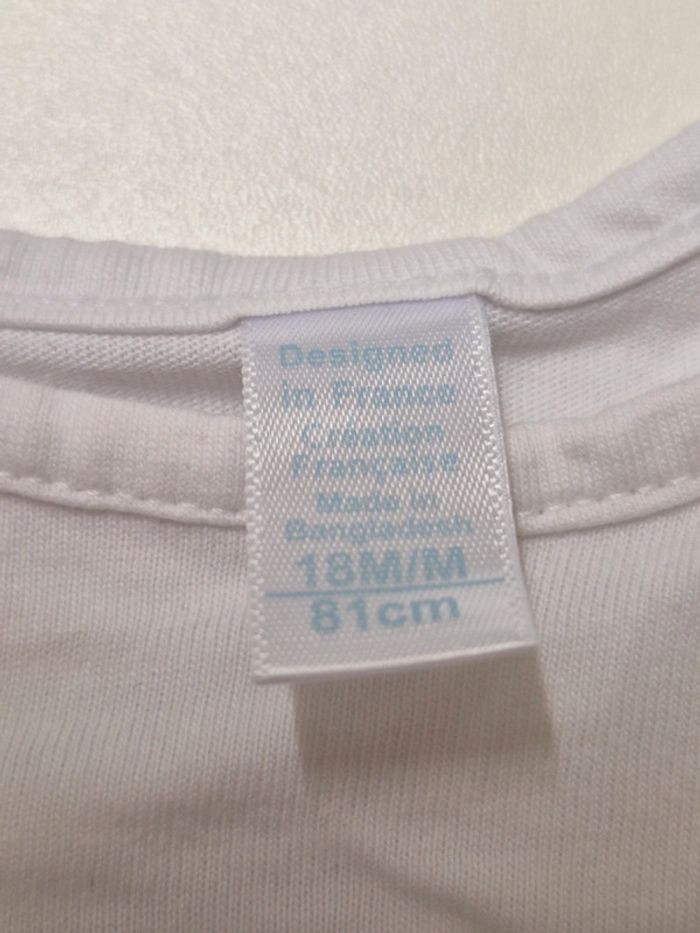 Designed
in France
Création
Française
Made in
Bangladesh
18M/M
81cm